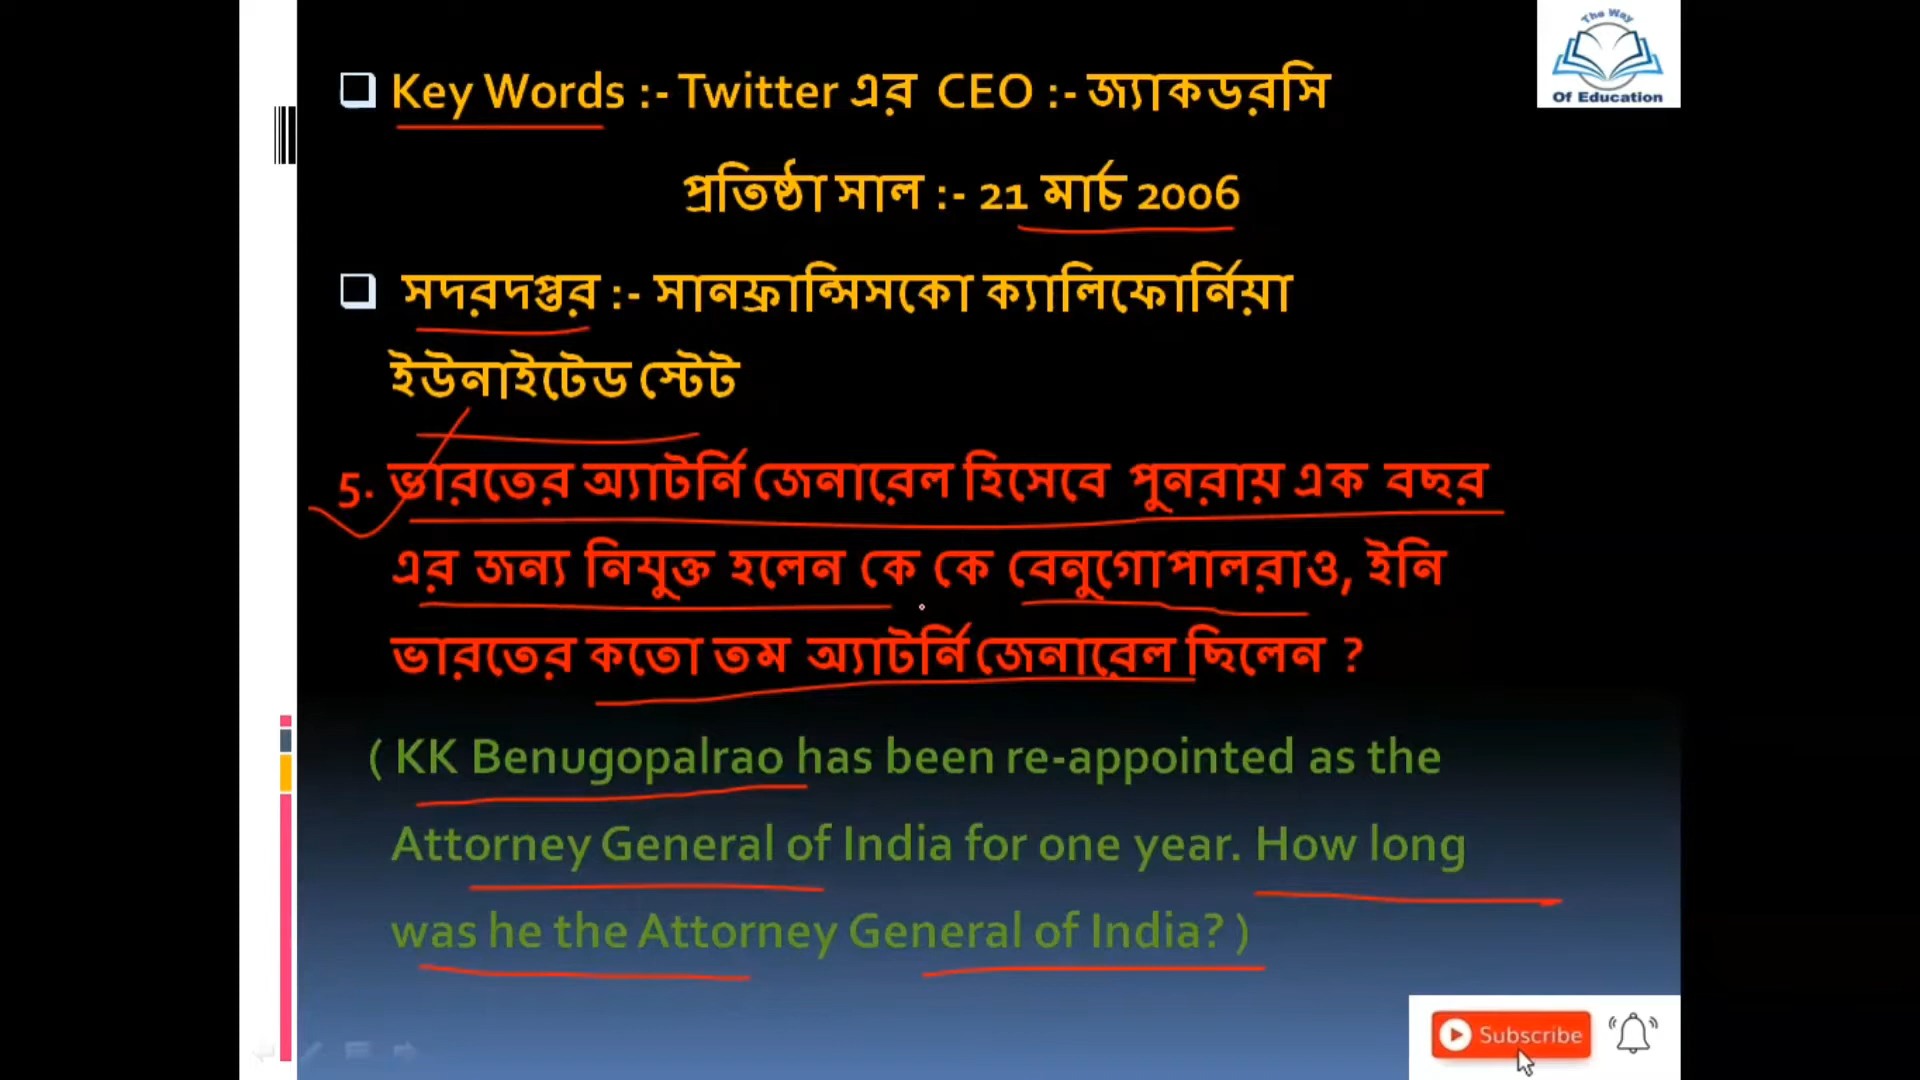 The Way
Of Education
Key Words :- Twitter এর CEO :- জ্যাকডরসি
প্রতিষ্ঠা সাল :- 21 মার্চ 2006
সদরদপ্তর :- সানফ্রান্সিসকো ক্যালিফোর্নিয়া
ইউনাইটেড স্টেট
5. ভারতের অ্যাটর্নি জেনারেল হিসেবে পুনরায় এক বছর
এর জন্য নিযুক্ত হলেন কে কে বেনুগোপালরাও, ইনি
ভারতের কতো তম অ্যাটর্নি জেনারেল ছিলেন ?
( KK Benugopalrao has been re-appointed as the
Attorney General of India for one year. How long
was he the Attorney General of India? )
Subscribe